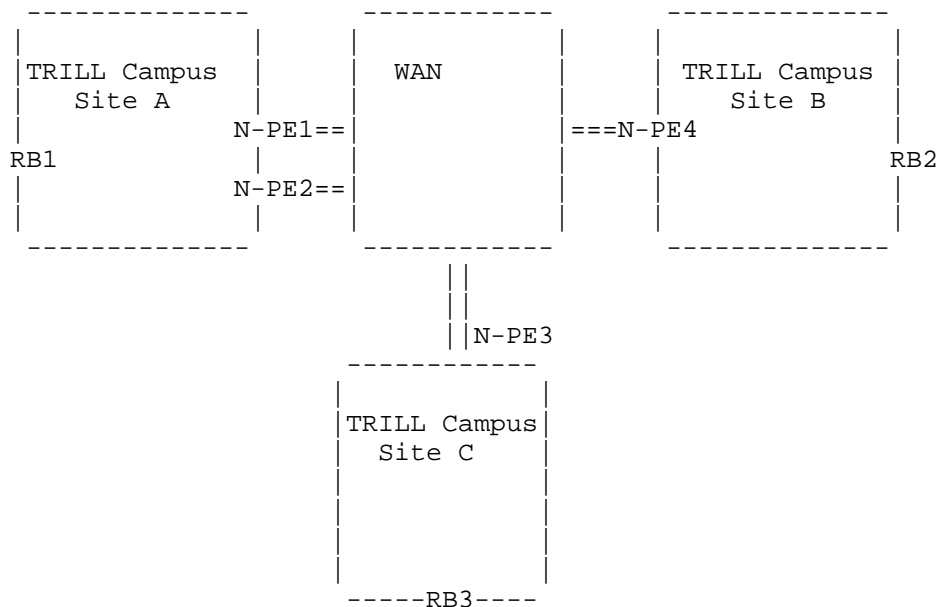 TRILL Campus WAN TRILL Campus
Site A Site B
N-PE1== ===N-PE4
RB1 RB2
N-PE2==
N-PE3
TRILL Campus
Site C
RB3